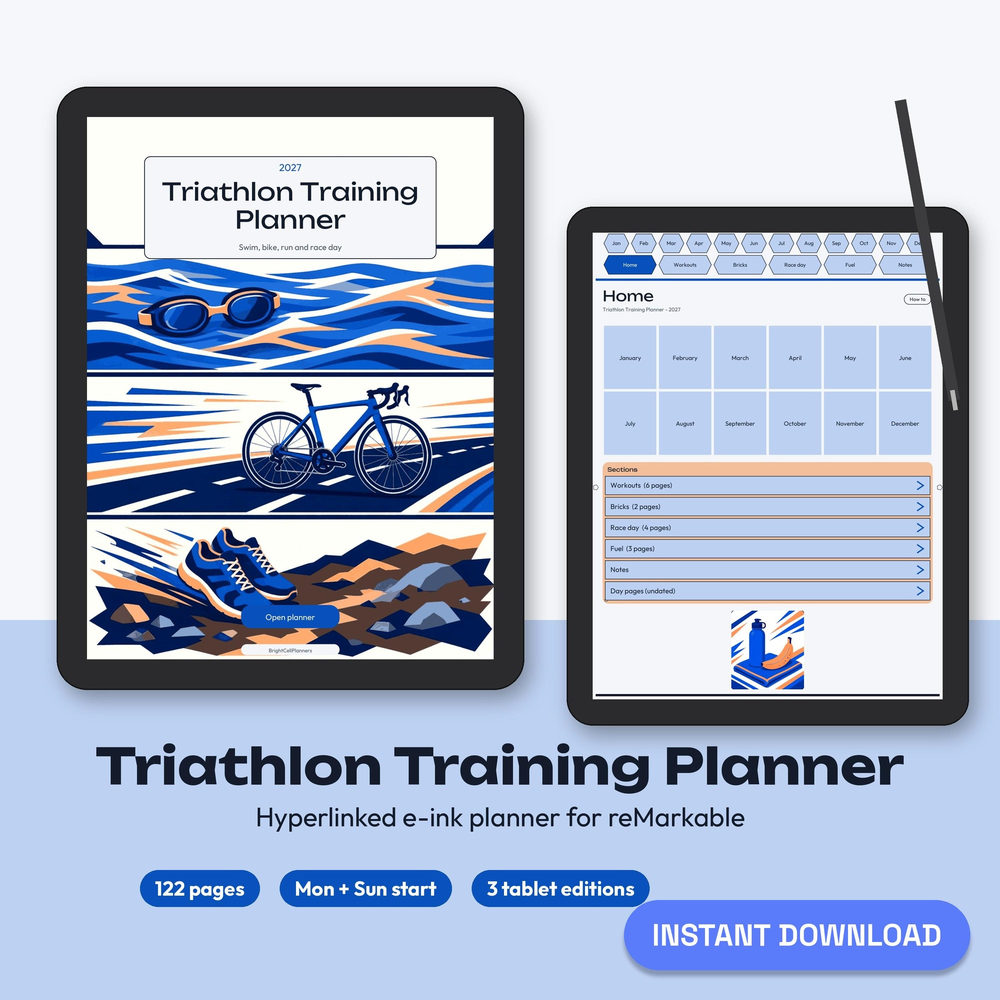 2027
Triathlon Training
Planner
Swim, bike, run and race day
Open planner
BrightCellPlanners
Jan Feb Mar Apr May Jun Jul Aug Sep Oct Nov
Home Workouts Bricks Race day Fuel Notes
Home
How to
Triathlon Training Planner - 2027
January February March April May June
July August September October November December
Sections
Workouts (6 pages)
Bricks (2 pages)
Race day (4 pages)
Fuel (3 pages)
Notes
Day pages (undated)
Triathlon Training Planner
Hyperlinked e-ink planner for reMarkable
122 pages Mon + Sun start 3 tablet editions
INSTANT DOWNLOAD